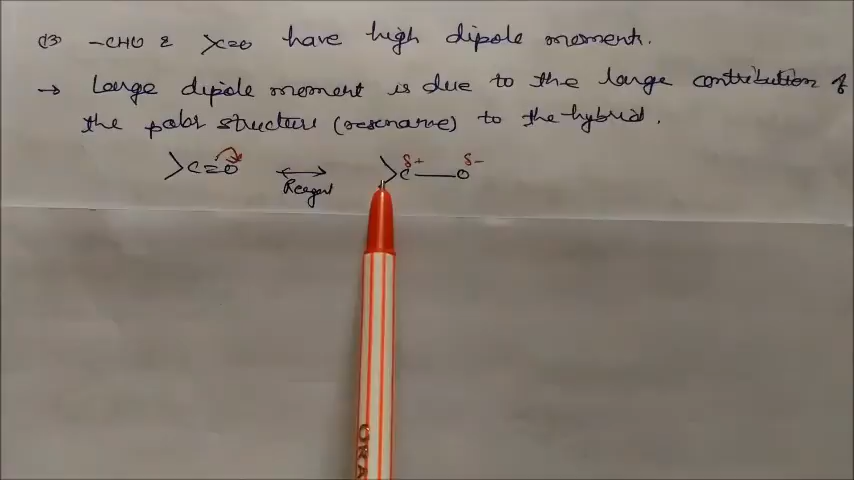 (3) -CHO & >C=O have high dipole moment.
→ Large dipole moment is due to the large contribution of
the polar structure (resonance) to the hybrid.
>C=O ⟷ >C—O
δ+ δ-
Reagent
OKA